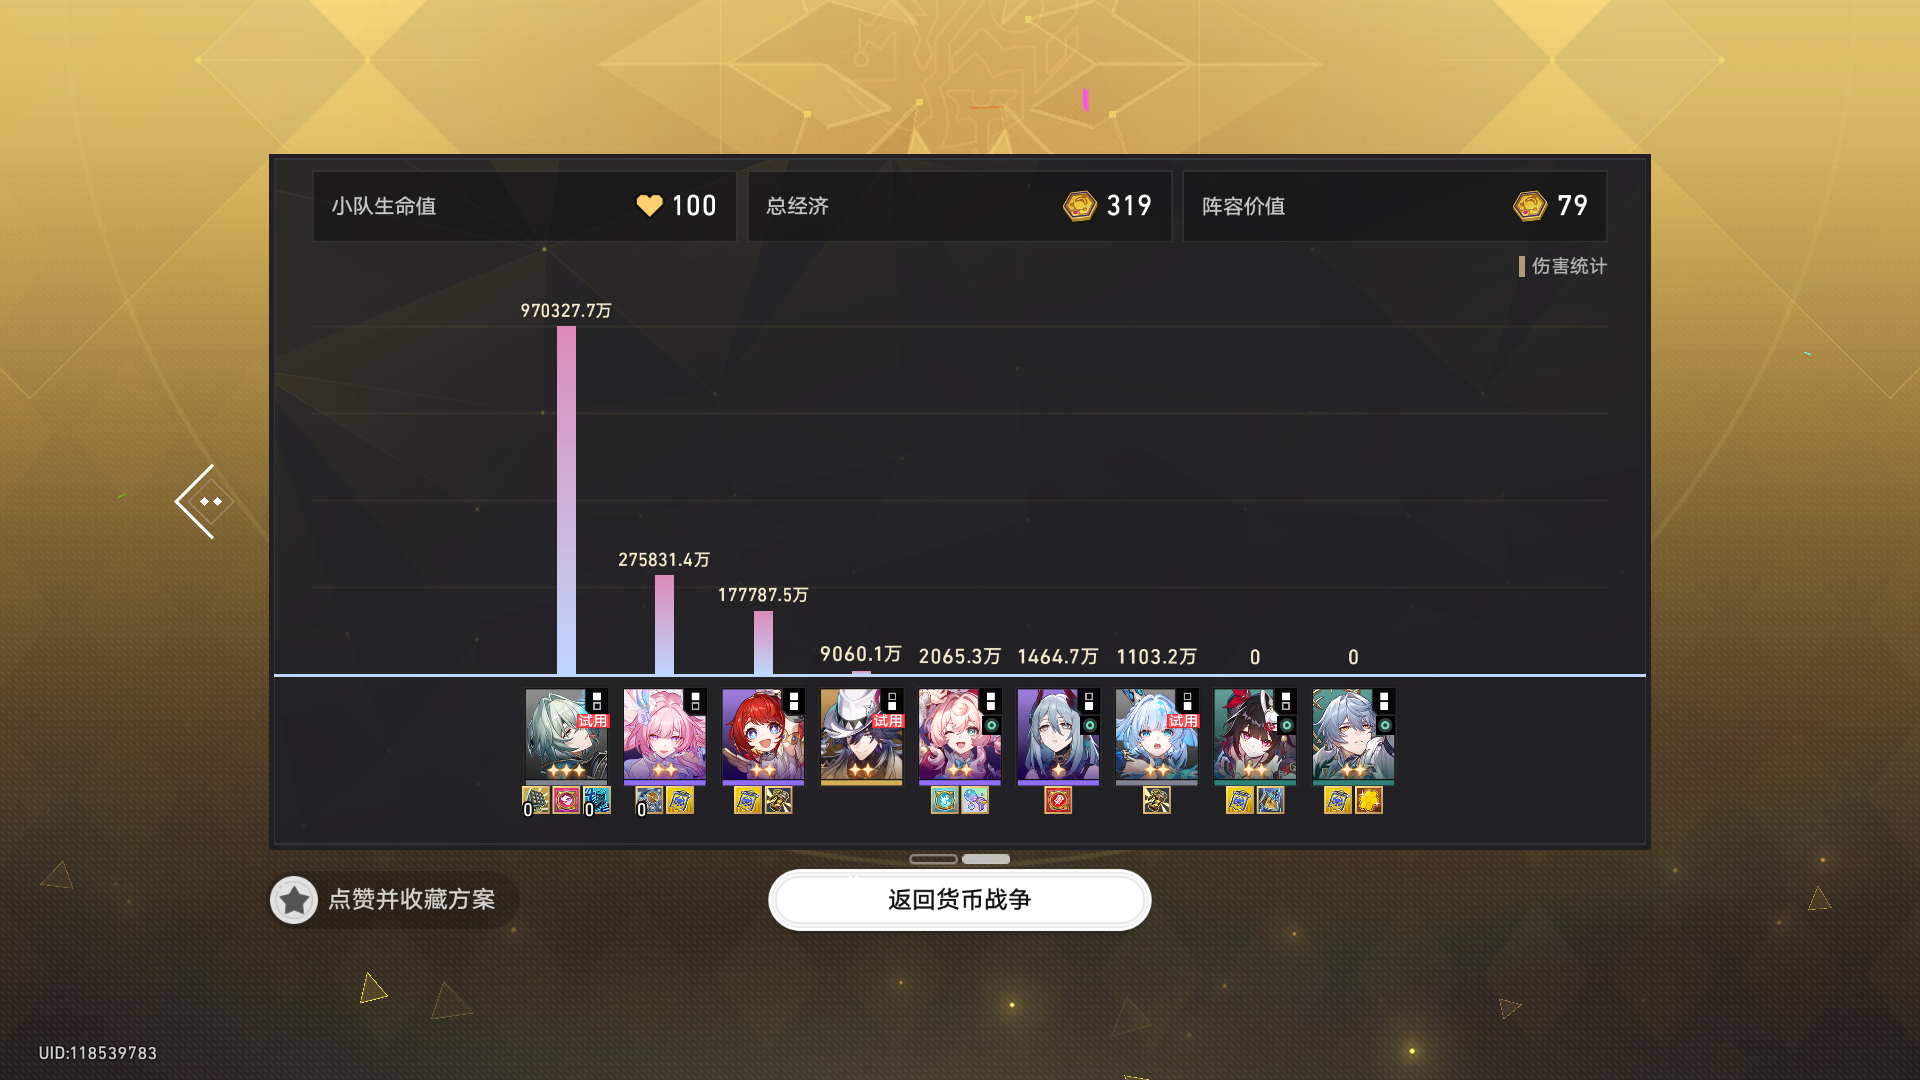 小队生命值 100
总经济 319
阵容价值 79
伤害统计
970327.7万
275831.4万
177787.5万
9060.1万
2065.3万
1464.7万
1103.2万
0
0
试用
试用
试用
0
0
0
点赞并收藏方案
返回货币战争
UID:118539783